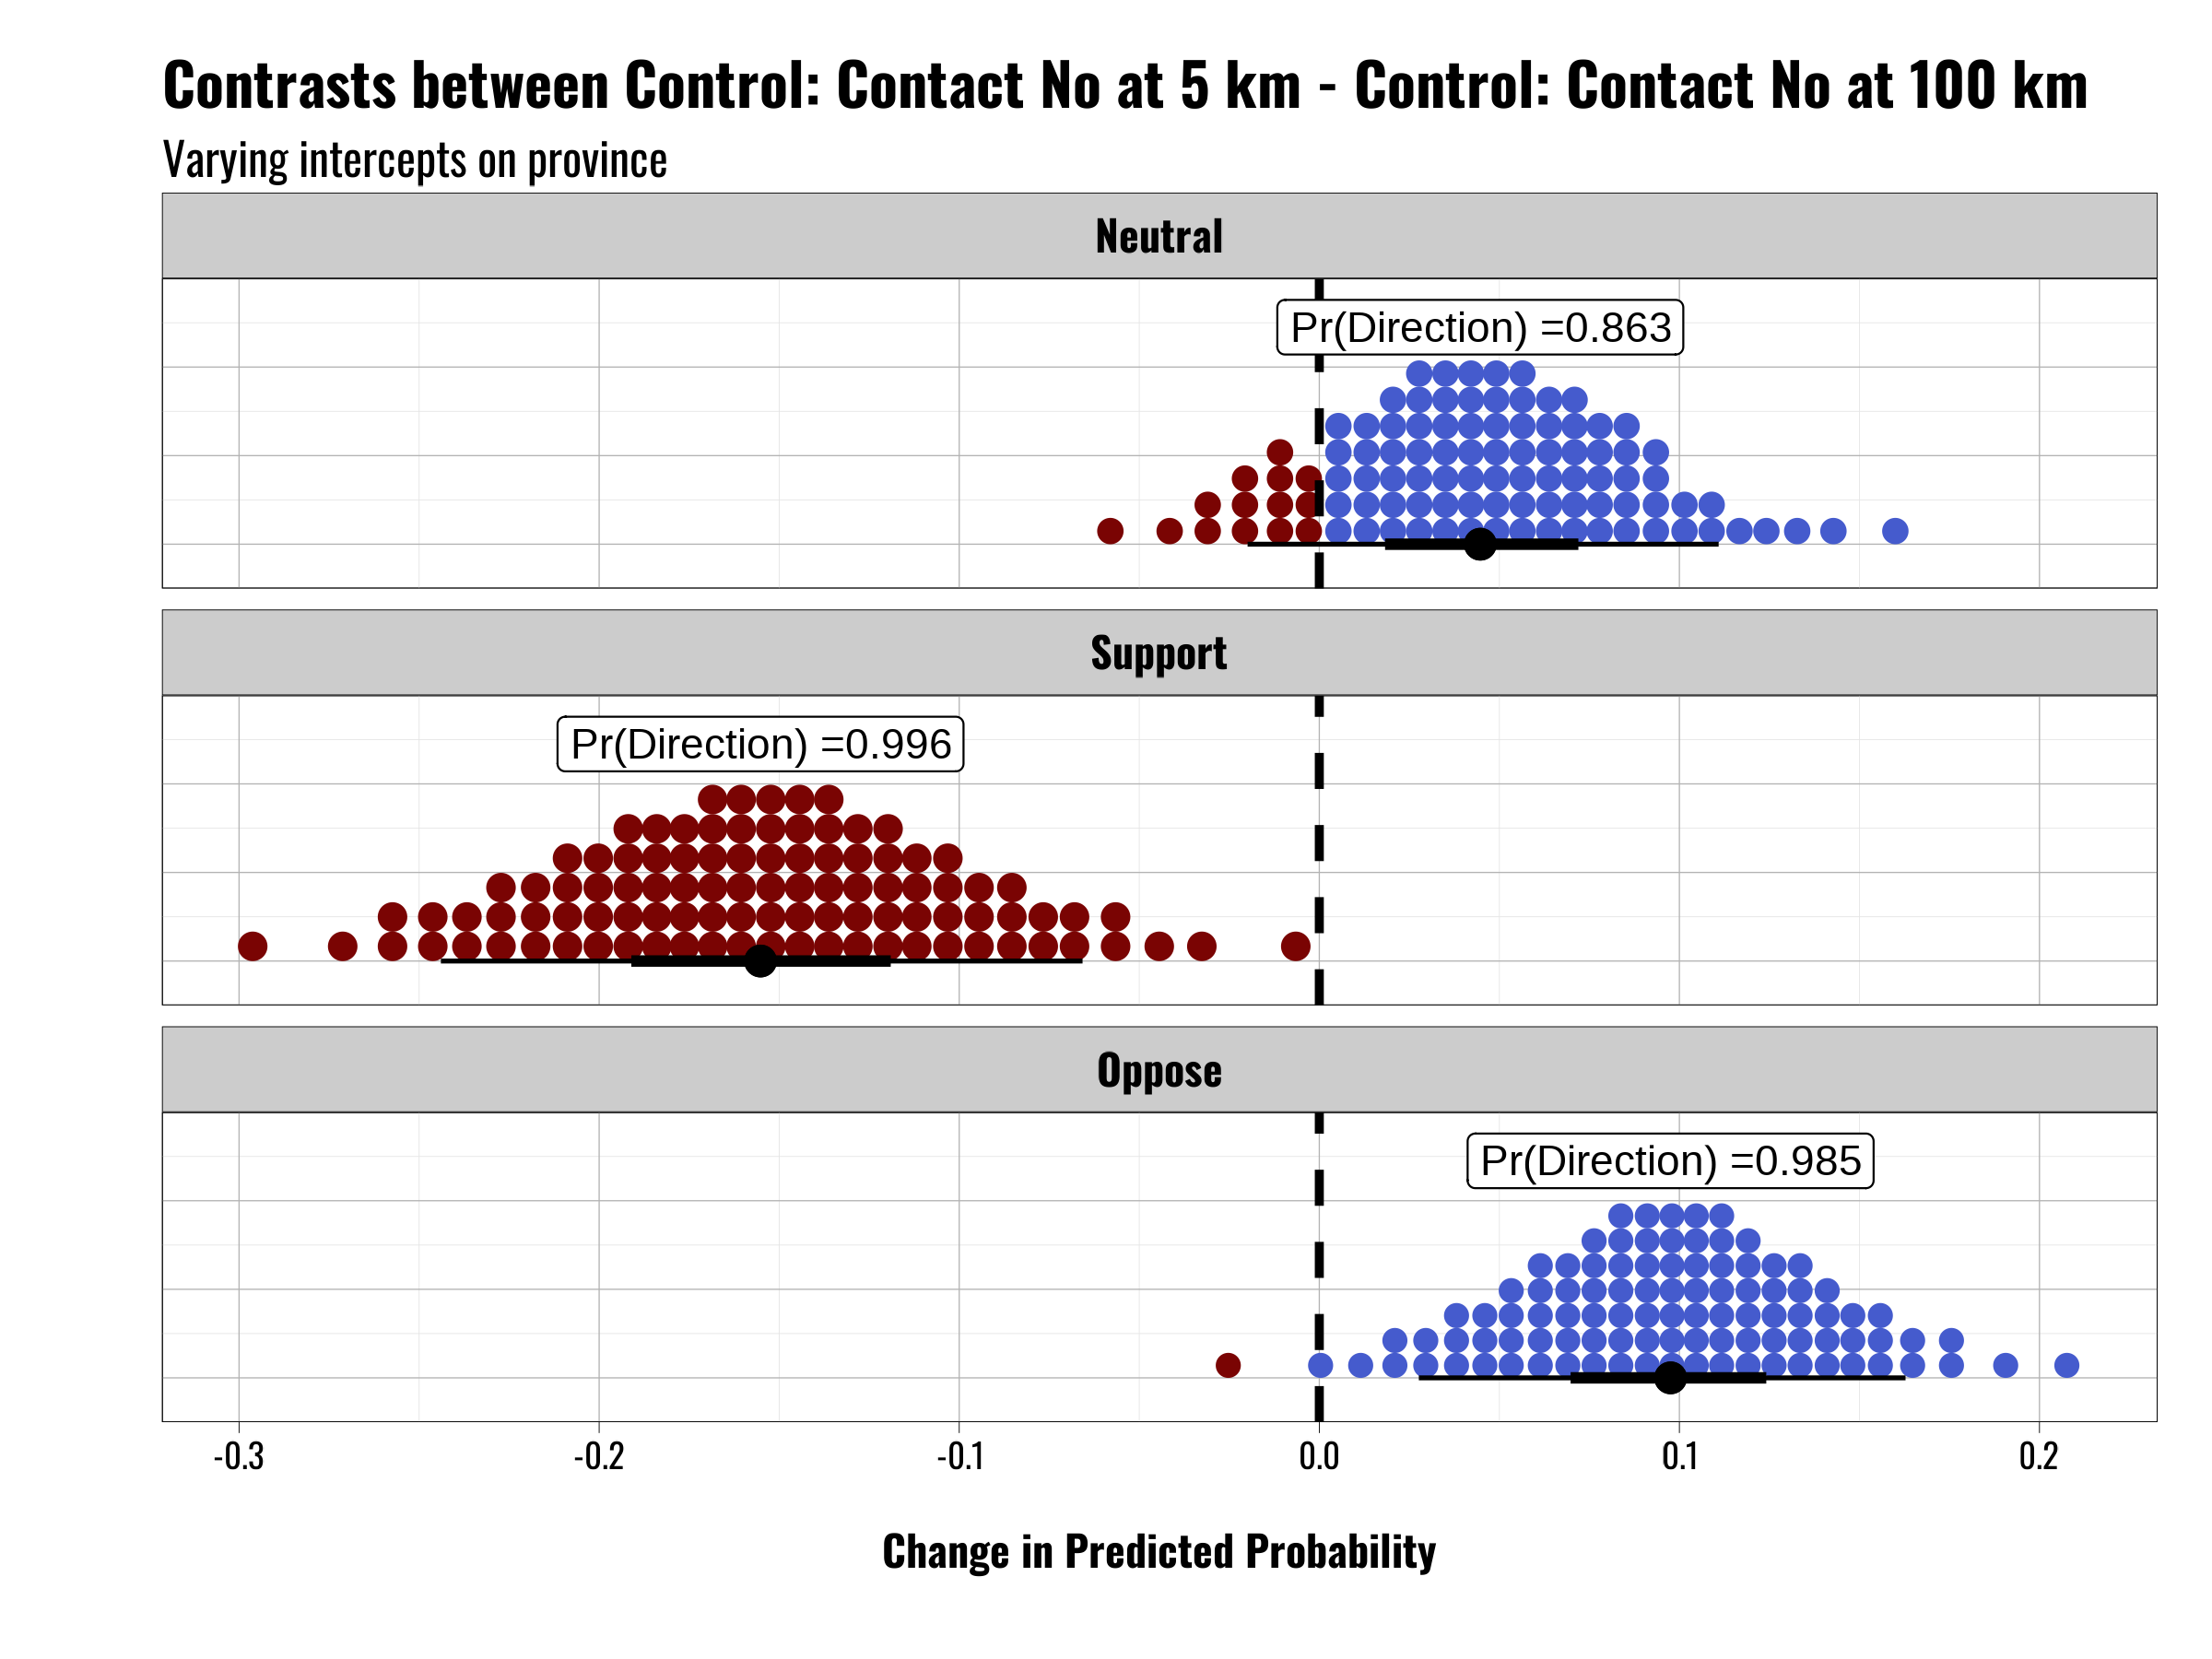 Contrasts between Control: Contact No at 5 km - Control: Contact No at 100 km
Varying intercepts on province
Neutral
Pr(Direction) =0.863
Support
Pr(Direction) =0.996
Oppose
Pr(Direction) =0.985
-0.3 -0.2 -0.1 0.0 0.1 0.2
Change in Predicted Probability